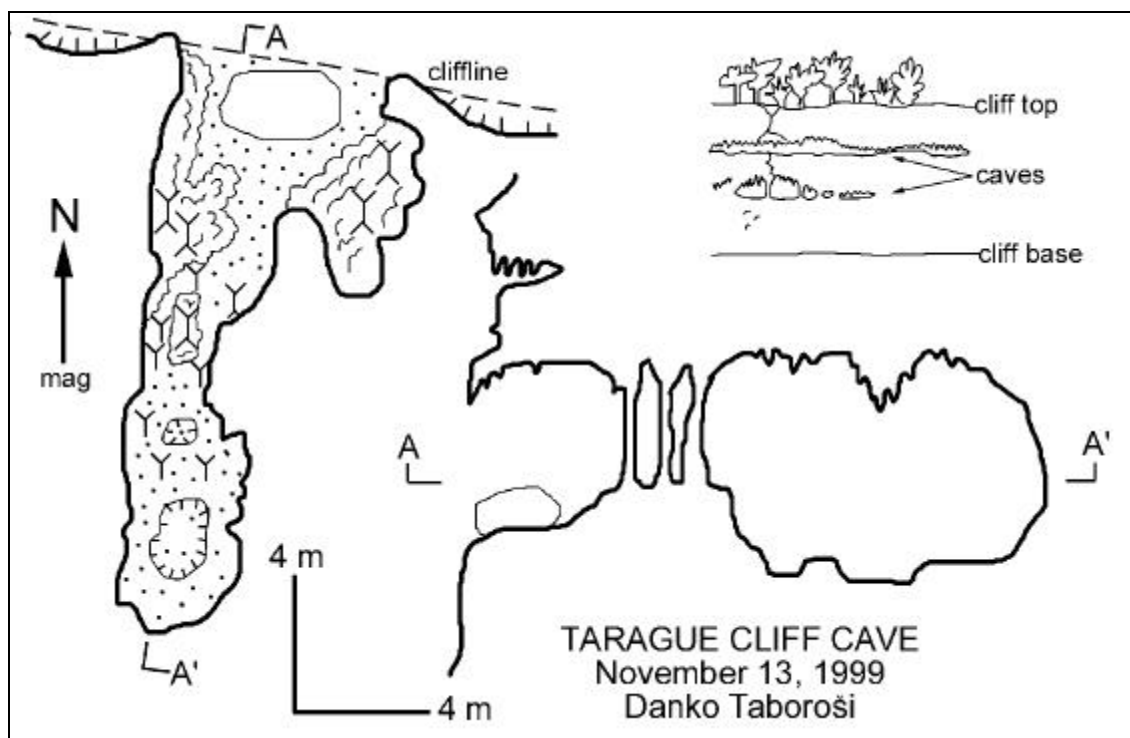 A
cliffline
cliff top
caves
cliff base
N
mag
A
A'
4 m
4 m
A'
TARAGUE CLIFF CAVE
November 13, 1999
Danko Taboroši